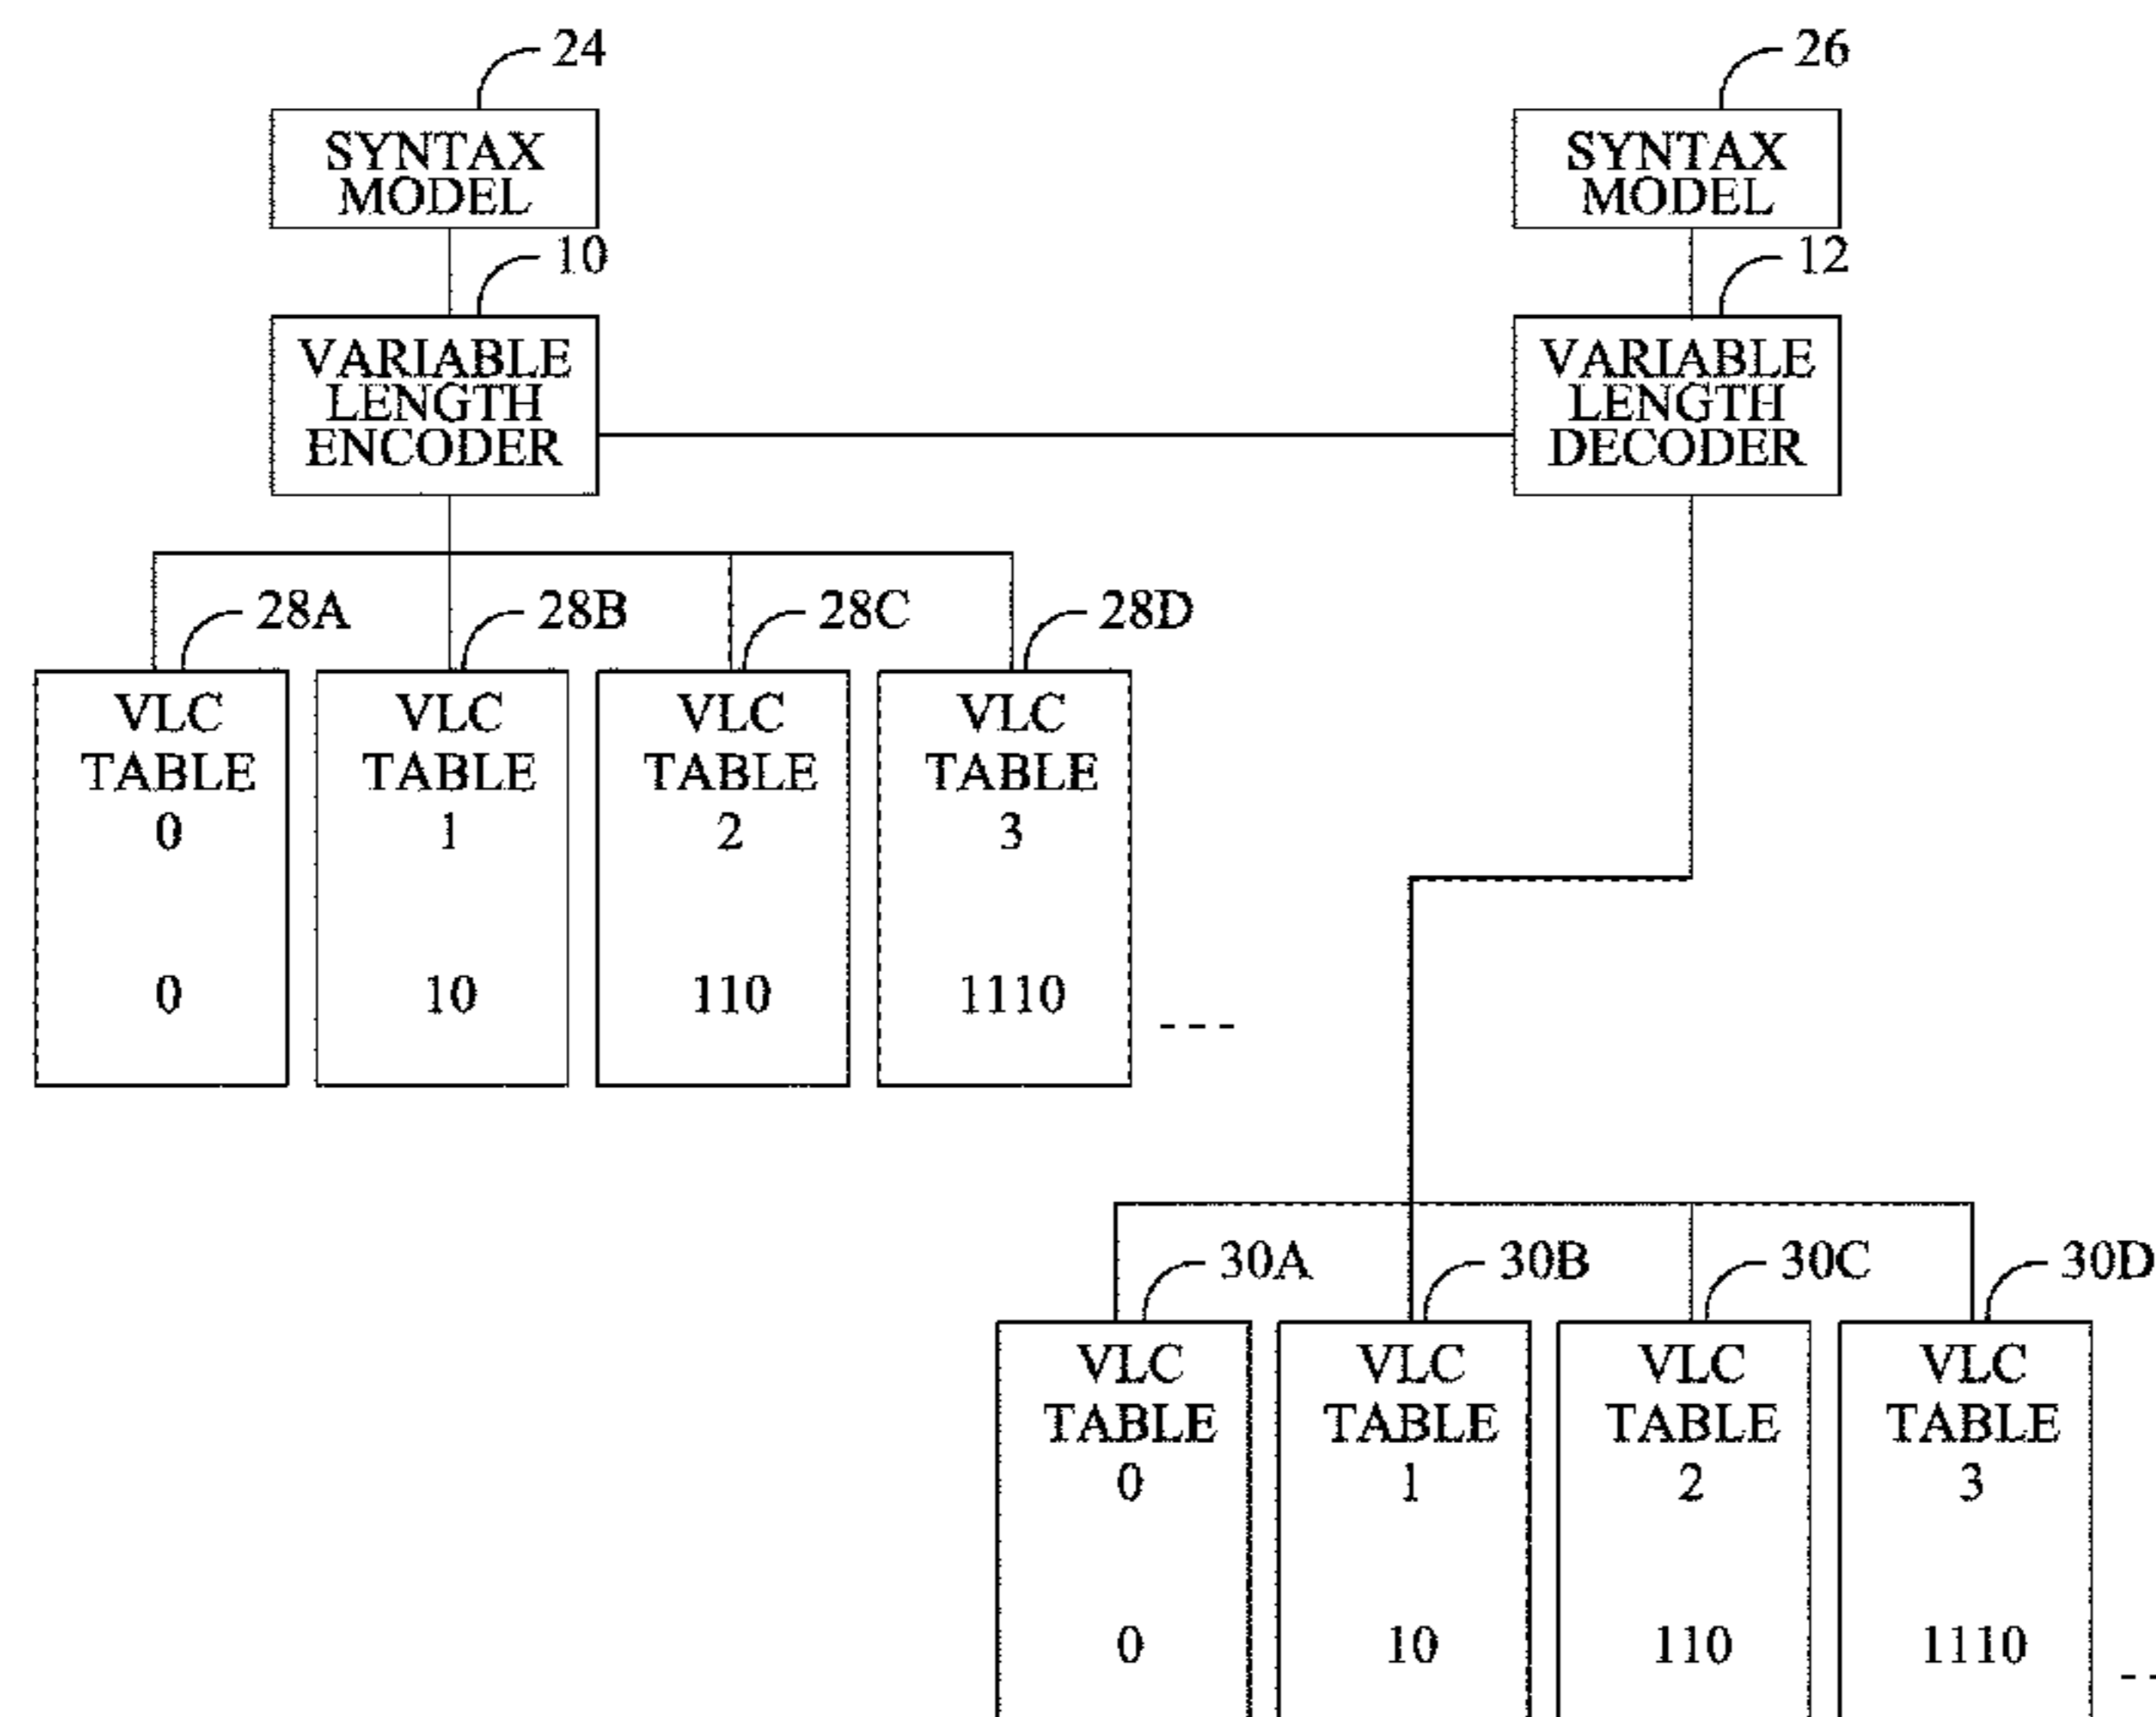 24
26
SYNTAX
MODEL
SYNTAX
MODEL
10
12
VARIABLE
LENGTH
ENCODER
VARIABLE
LENGTH
DECODER
28A
28B
28C
28D
VLC
TABLE
0
0
VLC
TABLE
1
10
VLC
TABLE
2
110
VLC
TABLE
3
1110
- - -
30A
30B
30C
30D
VLC
TABLE
0
0
VLC
TABLE
1
10
VLC
TABLE
2
110
VLC
TABLE
3
1110
- -